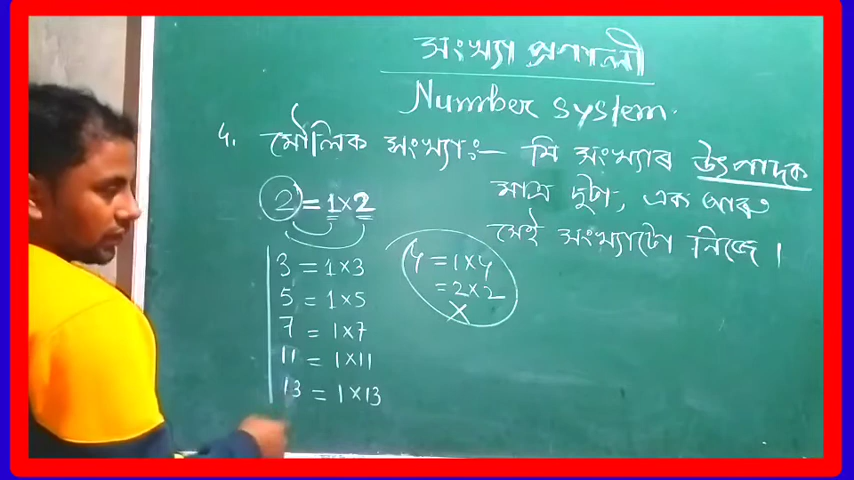 সংখ্যা প্ৰণালী
Number system.
4. মৌলিক সংখ্যাঃ— যি সংখ্যাৰ উৎপাদক
মাত্ৰ দুটা, এক আৰু
সেই সংখ্যাটো নিজে।
2 = 1×2
3 = 1×3
5 = 1×5
7 = 1×7
11 = 1×11
13 = 1×13
4 = 1×4
= 2×2
×